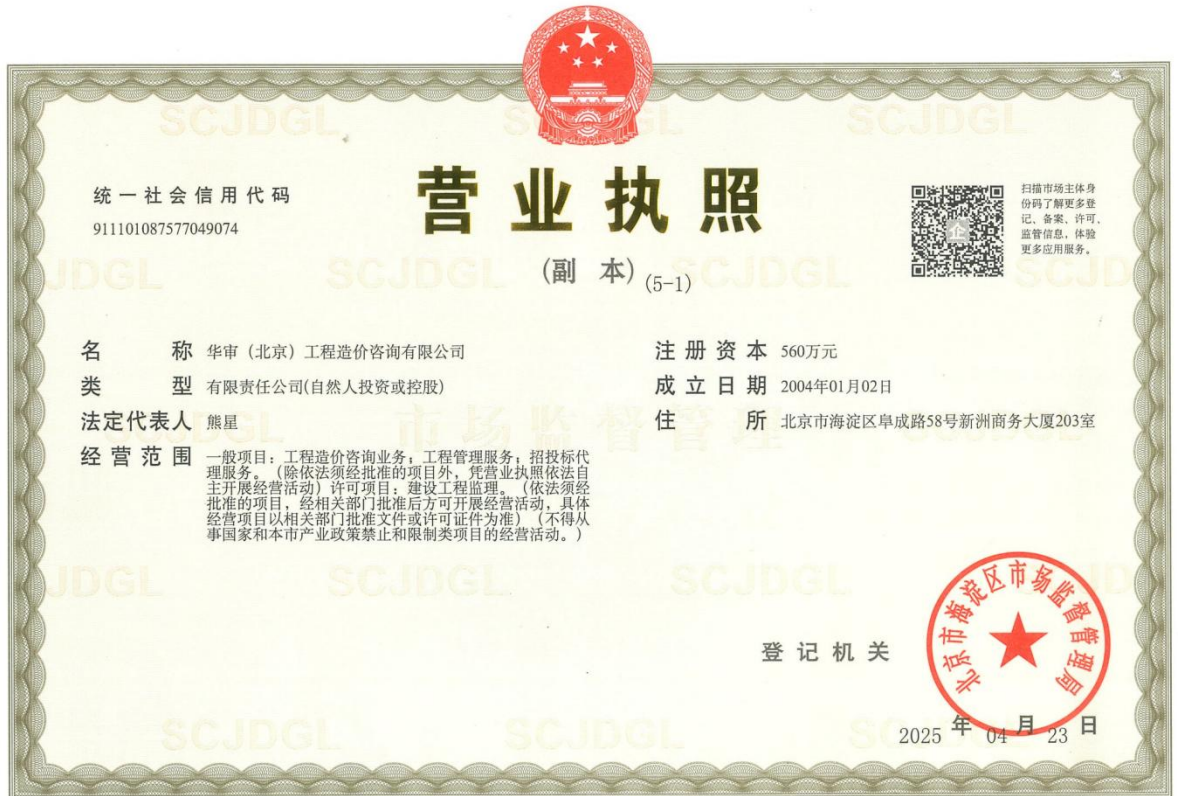 统一社会信用代码
911101087577049074
营业执照
(副 本) (5-1)
扫描市场主体身
份码了解更多登
记、备案、许可、
监管信息,体验
更多应用服务。
名 称 华审(北京)工程造价咨询有限公司
类 型 有限责任公司(自然人投资或控股)
法定代表人 熊星
经营范围 一般项目:工程造价咨询业务;工程管理服务;招投标代
理服务。(除依法须经批准的项目外,凭营业执照依法自
主开展经营活动)许可项目:建设工程监理。(依法须经
批准的项目,经相关部门批准后方可开展经营活动,具体
经营项目以相关部门批准文件或许可证件为准)(不得从
事国家和本市产业政策禁止和限制类项目的经营活动。)
注册资本 560万元
成立日期 2004年01月02日
住 所 北京市海淀区阜成路58号新洲商务大厦203室
登记机关
北京市海淀区市场监督管理局
2025 年 04 月 23 日
SCJDGL
市场监督管理
企